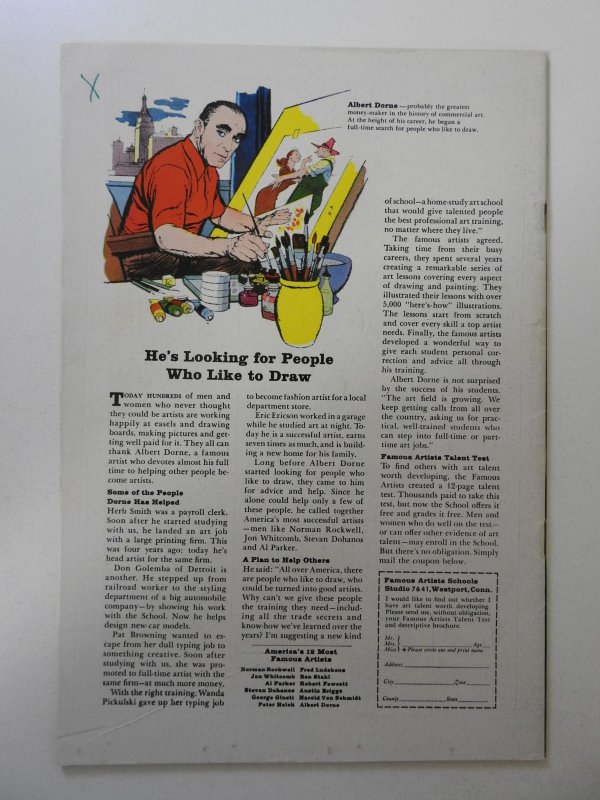 X
Albert Dorne—probably the greatest
money-maker in the history of commercial art.
At the height of his career, he began a
full-time search for people who like to draw.
He's Looking for People
Who Like to Draw
TODAY HUNDREDS of men and
women who never thought
they could be artists are working
happily at easels and drawing
boards, making pictures and get-
ting well paid for it. They all can
thank Albert Dorne, a famous
artist who devotes almost his full
time to helping other people be-
come artists.
Some of the People
Dorne Has Helped
Herb Smith was a payroll clerk.
Soon after he started studying
with us, he landed an art job
with a large printing firm. This
was four years ago; today he's
head artist for the same firm.
Don Golemba of Detroit is
another. He stepped up from
railroad worker to the styling
department of a big automobile
company—by showing his work
with the School. Now he helps
design new-car models.
Pat Browning wanted to es-
cape from her dull typing job to
something creative. Soon after
studying with us, she was pro-
moted to full-time artist with the
same firm—at much more money.
With the right training, Wanda
Pickulski gave up her typing job
to become fashion artist for a local
department store.
Eric Ericson worked in a garage
while he studied art at night. To-
day he is a successful artist, earns
seven times as much, and is build-
ing a new home for his family.
Long before Albert Dorne
started looking for people who
like to draw, they came to him
for advice and help. Since he
alone could help only a few of
these people, he called together
America's most successful artists
—men like Norman Rockwell,
Jon Whitcomb, Stevan Dohanos
and Al Parker.
A Plan to Help Others
He said: "All over America, there
are people who like to draw, who
could be turned into good artists.
Why can't we give these people
the training they need—includ-
ing all the trade secrets and
know-how we've learned over the
years? I'm suggesting a new kind
America's 12 Most
Famous Artists
Norman Rockwell Fred Ludekens
Jon Whitcomb Ben Stahl
Al Parker Robert Fawcett
Stevan Dohanos Austin Briggs
George Giusti Harold Von Schmidt
Peter Helck Albert Dorne
of school—a home-study art school
that would give talented people
the best professional art training,
no matter where they live."
The famous artists agreed.
Taking time from their busy
careers, they spent several years
creating a remarkable series of
art lessons covering every aspect
of drawing and painting. They
illustrated their lessons with over
5,000 "here's-how" illustrations.
The lessons start from scratch
and cover every skill a top artist
needs. Finally, the famous artists
developed a wonderful way to
give each student personal cor-
rection and advice all through
his training.
Albert Dorne is not surprised
by the success of his students.
"The art field is growing. We
keep getting calls from all over
the country, asking us for prac-
tical, well-trained students who
can step into full-time or part-
time art jobs."
Famous Artists Talent Test
To find others with art talent
worth developing, the Famous
Artists created a 12-page talent
test. Thousands paid to take this
test, but now the School offers it
free and grades it free. Men and
women who do well on the test—
or can offer other evidence of art
talent—may enroll in the School.
But there's no obligation. Simply
mail the coupon below.
Famous Artists Schools
Studio 7641, Westport, Conn.
I would like to find out whether I
have art talent worth developing.
Please send me, without obligation,
your Famous Artists Talent Test
and descriptive brochure.
Mr.
Mrs. Age
Miss Please circle one and print name
Address
City Zone
County State